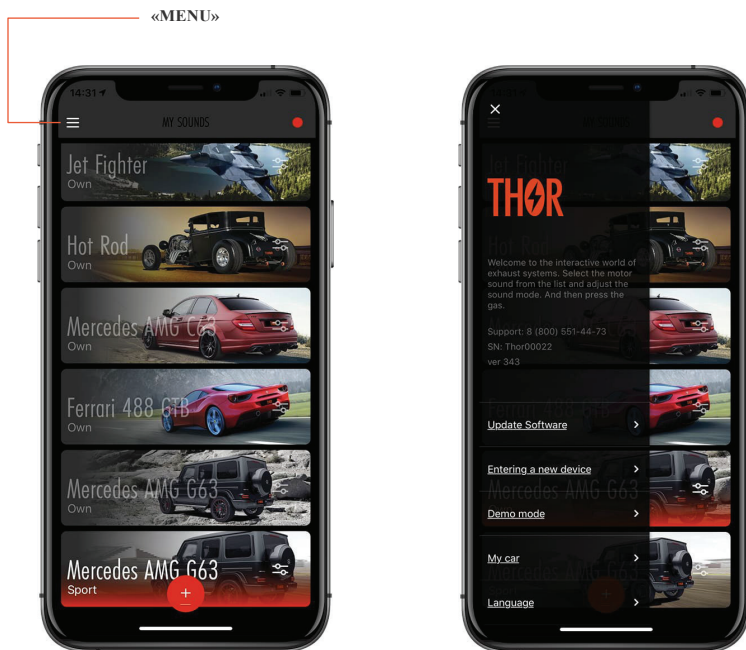 «MENU»
14:31
MY SOUNDS
Jet Fighter
Own
Hot Rod
Own
Mercedes AMG C63
Own
Ferrari 488 GTB
Own
Mercedes AMG G63
Own
Mercedes AMG G63
Sport
THOR
Welcome to the interactive world of
exhaust systems. Select the motor
sound from the list and adjust the
sound mode. And then press the
gas.
Support: 8 (800) 551-44-73
SN: Thor00022
ver 343
Update Software
Entering a new device
Mercedes AMG G63
Demo mode
My car
Language